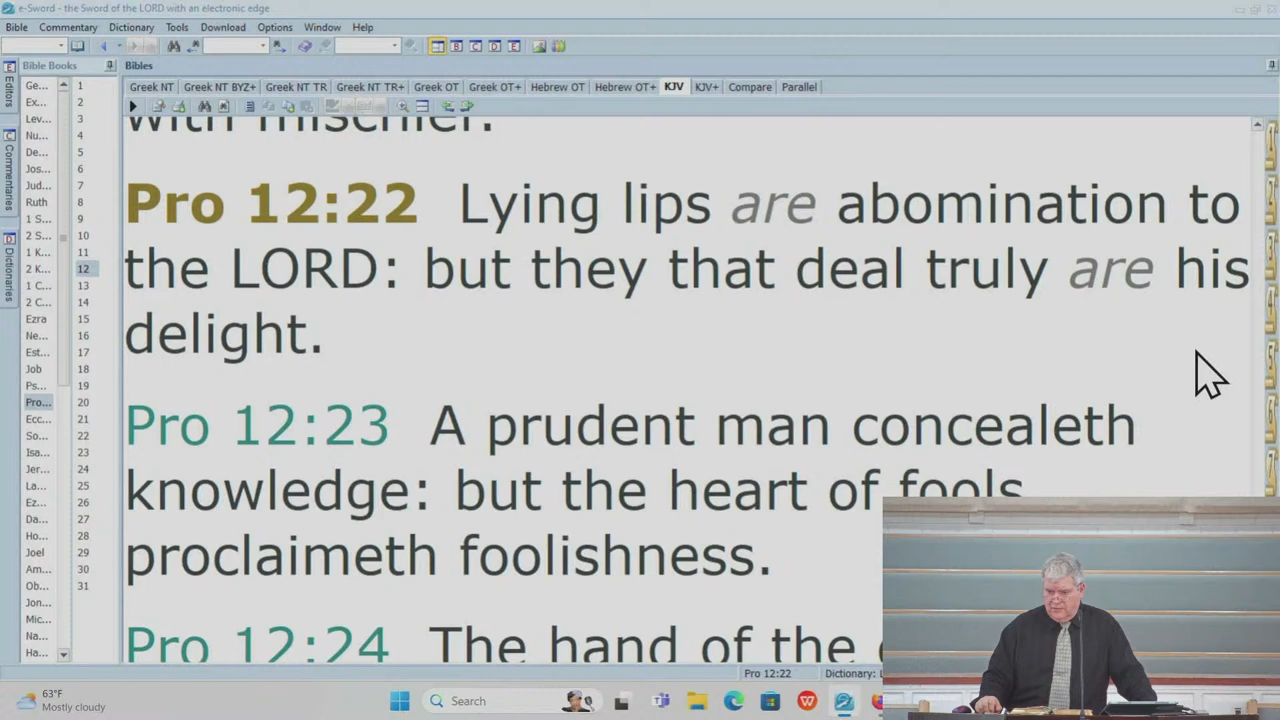 e-Sword - the Sword of the LORD with an electronic edge
Bible Commentary Dictionary Tools Download Options Window Help
Bible Books
Bibles
Greek NT Greek NT BYZ+ Greek NT TR Greek NT TR+ Greek OT Greek OT+ Hebrew OT Hebrew OT+ KJV KJV+ Compare Parallel
Editors
Commentaries
Dictionaries
Ge... 1
Ex... 2
Lev... 3
Nu... 4
De... 5
Jos... 6
Jud... 7
Ruth 8
1 S... 9
2 S... 10
1 K... 11
2 K... 12
1 C... 13
2 C... 14
Ezra 15
Ne... 16
Est... 17
Job 18
Ps... 19
Pro... 20
Ecc... 21
So... 22
Isa... 23
Jer... 24
La... 25
Ez... 26
Da... 27
Ho... 28
Joel 29
Am... 30
Ob... 31
Jon...
Mic...
Na...
Ha...
with mischief.
Pro 12:22 Lying lips are abomination to
the LORD: but they that deal truly are his
delight.
Pro 12:23 A prudent man concealeth
knowledge: but the heart of fools
proclaimeth foolishness.
Pro 12:24 The hand of the
Pro 12:22 Dictionary:
63°F
Mostly cloudy
Search